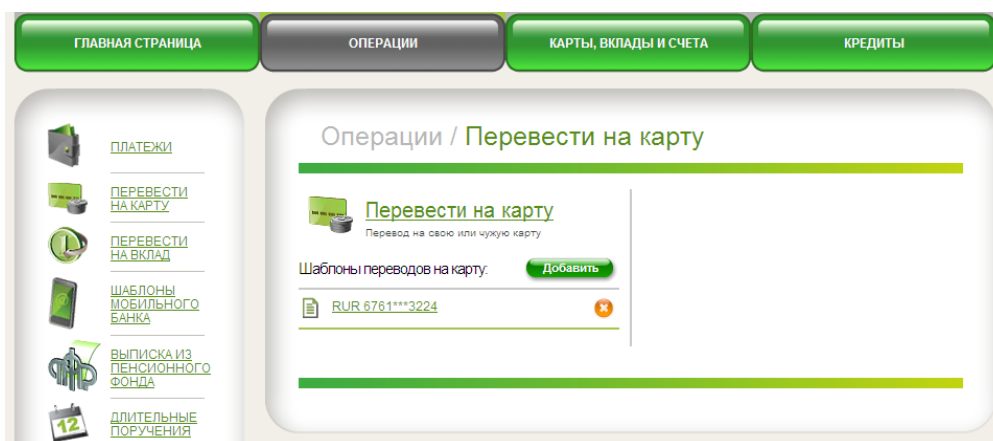 ГЛАВНАЯ СТРАНИЦА
ОПЕРАЦИИ
КАРТЫ, ВКЛАДЫ И СЧЕТА
КРЕДИТЫ
ПЛАТЕЖИ
ПЕРЕВЕСТИ
НА КАРТУ
ПЕРЕВЕСТИ
НА ВКЛАД
ШАБЛОНЫ
МОБИЛЬНОГО
БАНКА
ВЫПИСКА ИЗ
ПЕНСИОННОГО
ФОНДА
12
ДЛИТЕЛЬНЫЕ
ПОРУЧЕНИЯ
Операции / Перевести на карту
Перевести на карту
Перевод на свою или чужую карту
Шаблоны переводов на карту:
Добавить
RUR 6761***3224